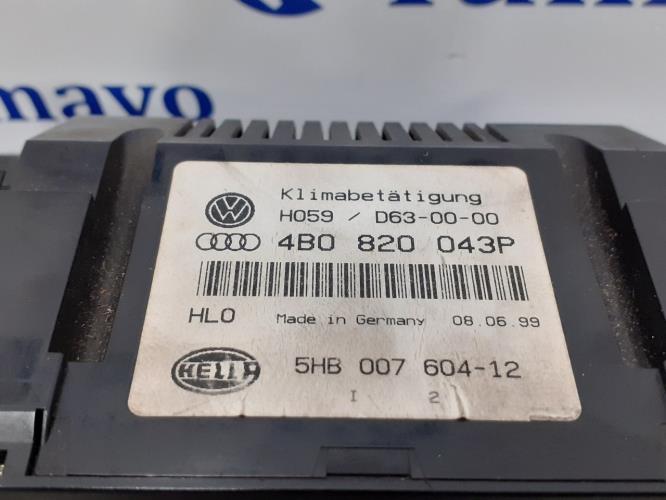 mavo
Klimabetätigung
H059 / D63-00-00
4B0 820 043P
HLO Made in Germany 08.06.99
HELLA 5HB 007 604-12
I 2